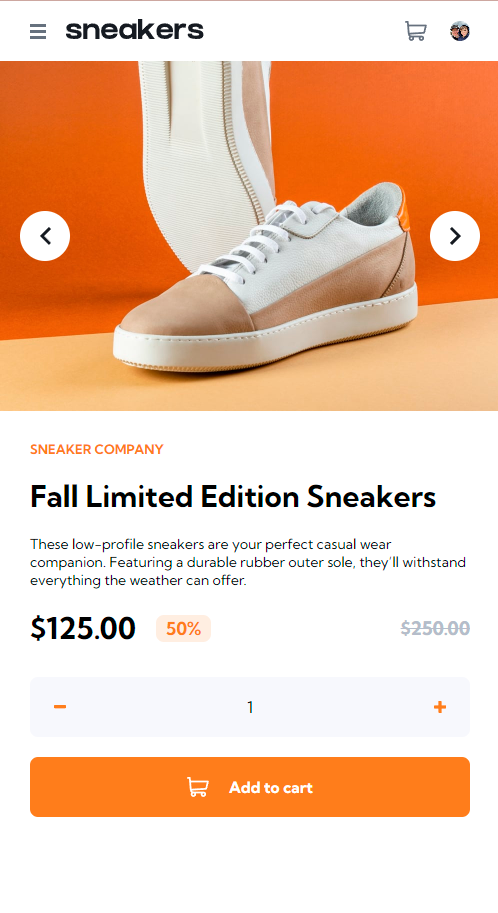 sneakers
SNEAKER COMPANY
Fall Limited Edition Sneakers
These low-profile sneakers are your perfect casual wear
companion. Featuring a durable rubber outer sole, they'll withstand
everything the weather can offer.
$125.00 50% $250.00
1
Add to cart